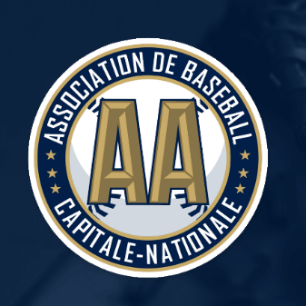 ASSOCIATION DE BASEBALL
AA
CAPITALE-NATIONALE